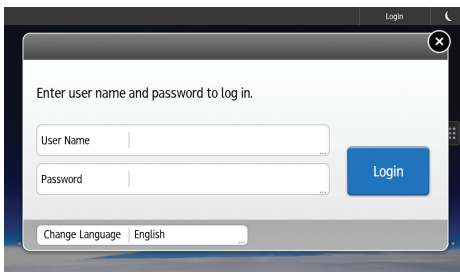 Login
Enter user name and password to log in.
User Name
...
Password
...
Login
Change Language English
...